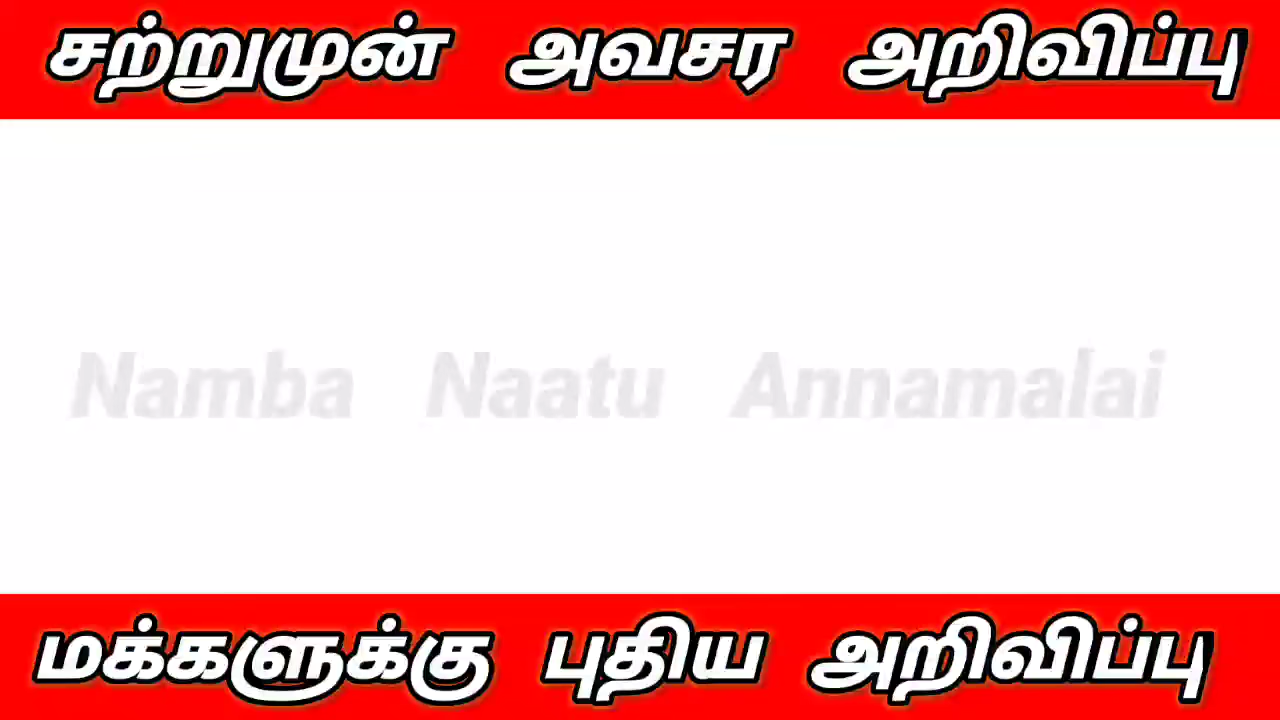 சற்றுமுன் அவசர அறிவிப்பு
Namba Naatu Annamalai
மக்களுக்கு புதிய அறிவிப்பு